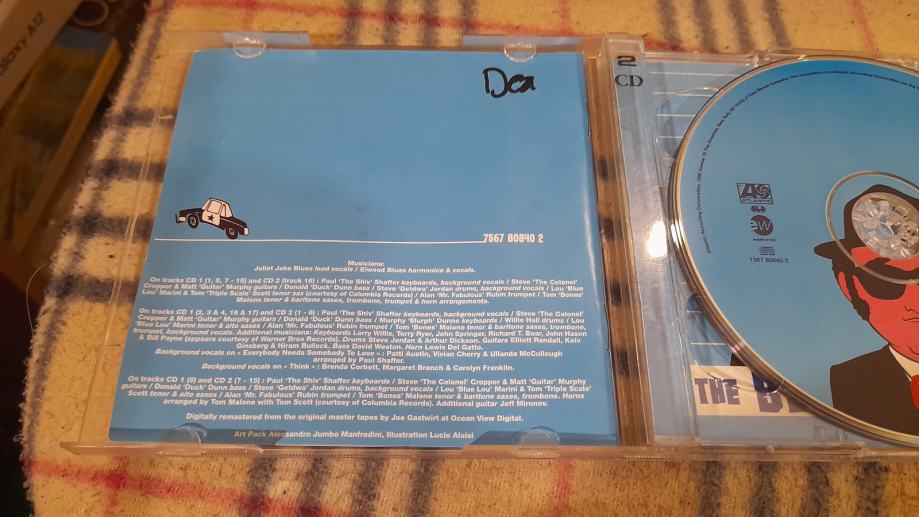 Galaxy A12
Dea
2
CD
7567 80840 2
Musicians:
Joliet Jake Blues lead vocals / Elwood Blues harmonica & vocals.
On tracks CD 1 (1, 5, 7 - 15) and CD 2 (track 16) : Paul 'The Shiv' Shaffer keyboards, background vocals / Steve 'The Colonel'
Cropper & Matt 'Guitar' Murphy guitars / Donald 'Duck' Dunn bass / Steve 'Getdwa' Jordan drums, background vocals / Lou 'Blue
Lou' Marini & Tom 'Triple Scale' Scott tenor sax (courtesy of Columbia Records) / Alan 'Mr. Fabulous' Rubin trumpet / Tom 'Bones'
Malone tenor & baritone saxes, trombone, trumpet & horn arrangements.
On tracks CD 1 (2, 3 & 4, 16 & 17) and CD 2 (1 - 6) : Paul 'The Shiv' Shaffer keyboards, background vocals / Steve 'The Colonel'
Cropper & Matt 'Guitar' Murphy guitars / Donald 'Duck' Dunn bass / Murphy 'Murph' Dunne keyboards / Willie Hall drums / Lou
'Blue Lou' Marini tenor & alto saxes / Alan 'Mr. Fabulous' Rubin trumpet / Tom 'Bones' Malone tenor & baritone saxes, trombone,
trumpet, background vocals. Additional musicians: Keyboards Larry Willis, Terry Ryer, John Springer, Richard T. Bear, John Hason
& Bill Payne (appears courtesy of Warner Bros Records). Drums Steve Jordan & Arthur Dickson. Guitars Elliott Randall, Keiv
Ginsberg & Hiram Bullock. Bass David Waston. Horn Lewis Del Gatto.
Background vocals on « Everybody Needs Somebody To Love » : Patti Austin, Vivian Cherry & Ullanda McCullough
arranged by Paul Shaffer.
Background vocals on « Think » : Brenda Corbett, Margaret Branch & Carolyn Franklin.
On tracks CD 1 (6) and CD 2 (7 - 15) : Paul 'The Shiv' Shaffer keyboards / Steve 'The Colonel' Cropper & Matt 'Guitar' Murphy
guitars / Donald 'Duck' Dunn bass / Steve 'Getdwa' Jordan drums, background vocals / Lou 'Blue Lou' Marini & Tom 'Triple Scale'
Scott tenor & alto saxes / Alan 'Mr. Fabulous' Rubin trumpet / Tom 'Bones' Malone tenor & baritone saxes, trombone. Horns
arranged by Tom Malone with Tom Scott (courtesy of Columbia Records). Additional guitar Jeff Mironov.
Digitally remastered from the original master tapes by Joe Gastwirt at Ocean View Digital.
Art Pack Alessandro Jumbo Manfredini, Illustration Lucio Aloisi
ATLANTIC
ew
east west
7567 80840 2
THE B